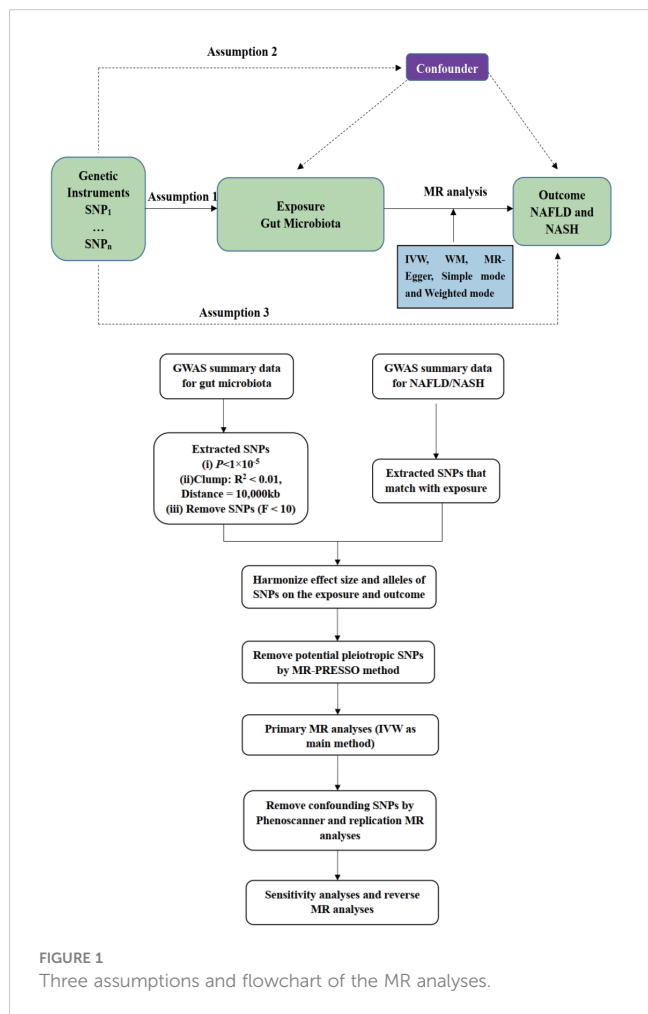 Assumption 2
Confounder
Genetic
Instruments
SNP₁
...
SNPₙ
Assumption 1
Exposure
Gut Microbiota
MR analysis
Outcome
NAFLD and
NASH
IVW, WM, MR-
Egger, Simple mode
and Weighted mode
Assumption 3
GWAS summary data
for gut microbiota
GWAS summary data
for NAFLD/NASH
Extracted SNPs
(i) P<1×10⁻⁵
(ii)Clump: R² < 0.01,
Distance = 10,000kb
(iii) Remove SNPs (F < 10)
Extracted SNPs that
match with exposure
Harmonize effect size and alleles of
SNPs on the exposure and outcome
Remove potential pleiotropic SNPs
by MR-PRESSO method
Primary MR analyses (IVW as
main method)
Remove confounding SNPs by
Phenoscanner and replication MR
analyses
Sensitivity analyses and reverse
MR analyses
FIGURE 1
Three assumptions and flowchart of the MR analyses.